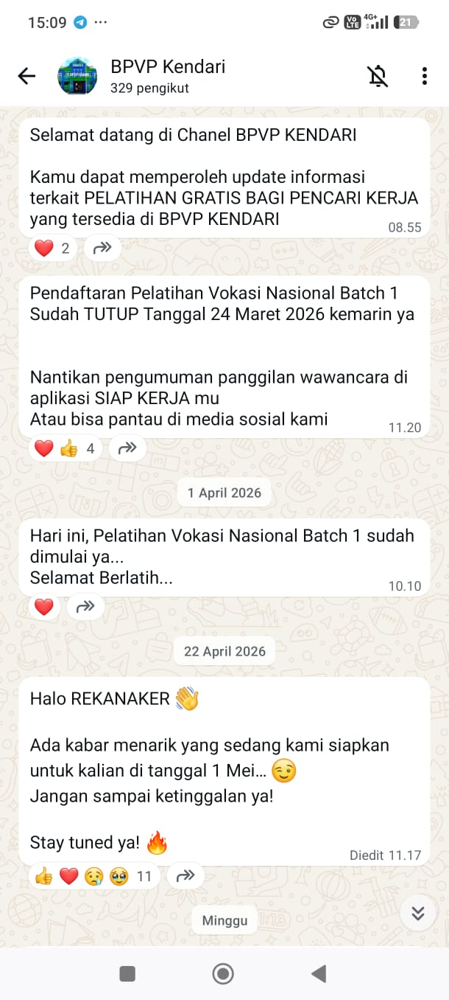 15:09
Vo LTE 4G+ 21
BPVP Kendari
329 pengikut
Selamat datang di Chanel BPVP KENDARI
Kamu dapat memperoleh update informasi
terkait PELATIHAN GRATIS BAGI PENCARI KERJA
yang tersedia di BPVP KENDARI
08.55
❤️ 2
Pendaftaran Pelatihan Vokasi Nasional Batch 1
Sudah TUTUP Tanggal 24 Maret 2026 kemarin ya
Nantikan pengumuman panggilan wawancara di
aplikasi SIAP KERJA mu
Atau bisa pantau di media sosial kami
11.20
❤️ 👍 4
1 April 2026
Hari ini, Pelatihan Vokasi Nasional Batch 1 sudah
dimulai ya...
Selamat Berlatih...
10.10
❤️
22 April 2026
Halo REKANAKER 👋
Ada kabar menarik yang sedang kami siapkan
untuk kalian di tanggal 1 Mei... 😉
Jangan sampai ketinggalan ya!
Stay tuned ya! 🔥
Diedit 11.17
👍 ❤️ 😢 🥹 11
Minggu